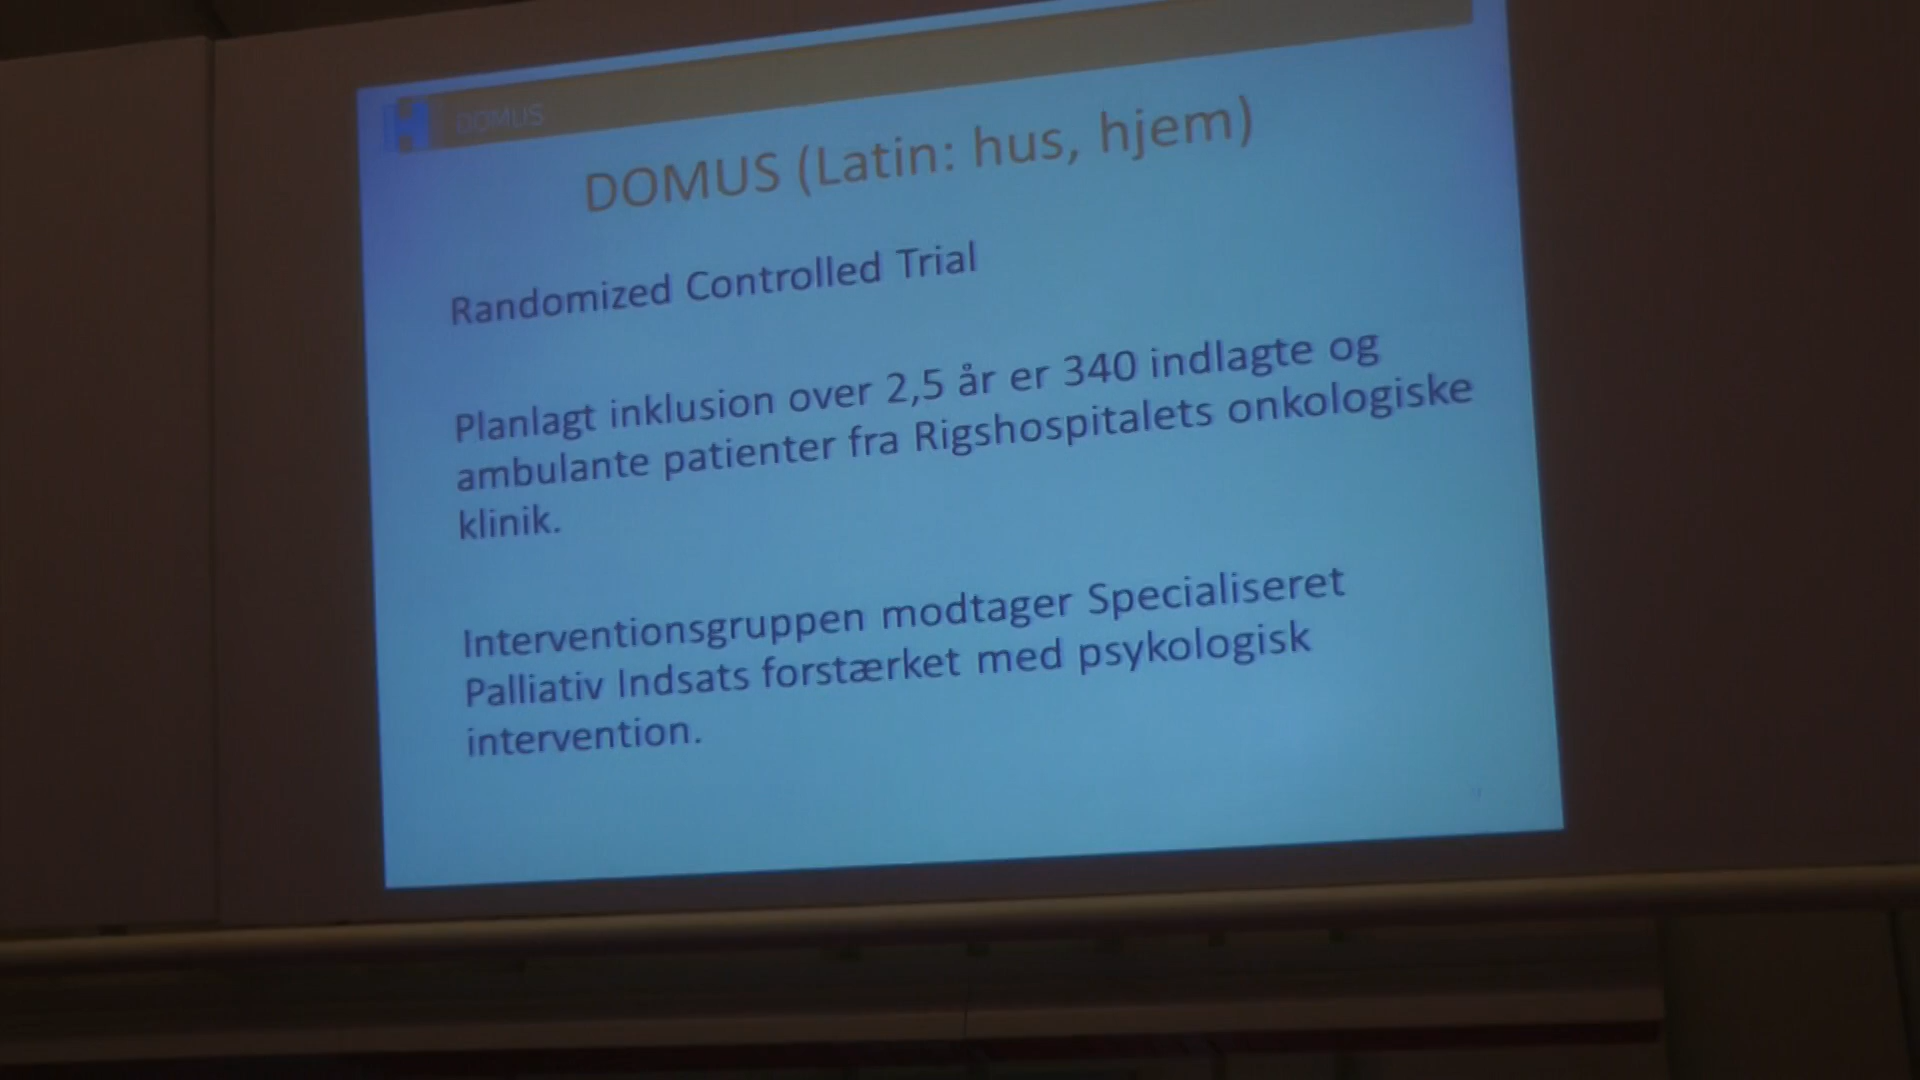 DOMUS
DOMUS (Latin: hus, hjem)
Randomized Controlled Trial
Planlagt inklusion over 2,5 år er 340 indlagte og
ambulante patienter fra Rigshospitalets onkologiske
klinik.
Interventionsgruppen modtager Specialiseret
Palliativ Indsats forstærket med psykologisk
intervention.